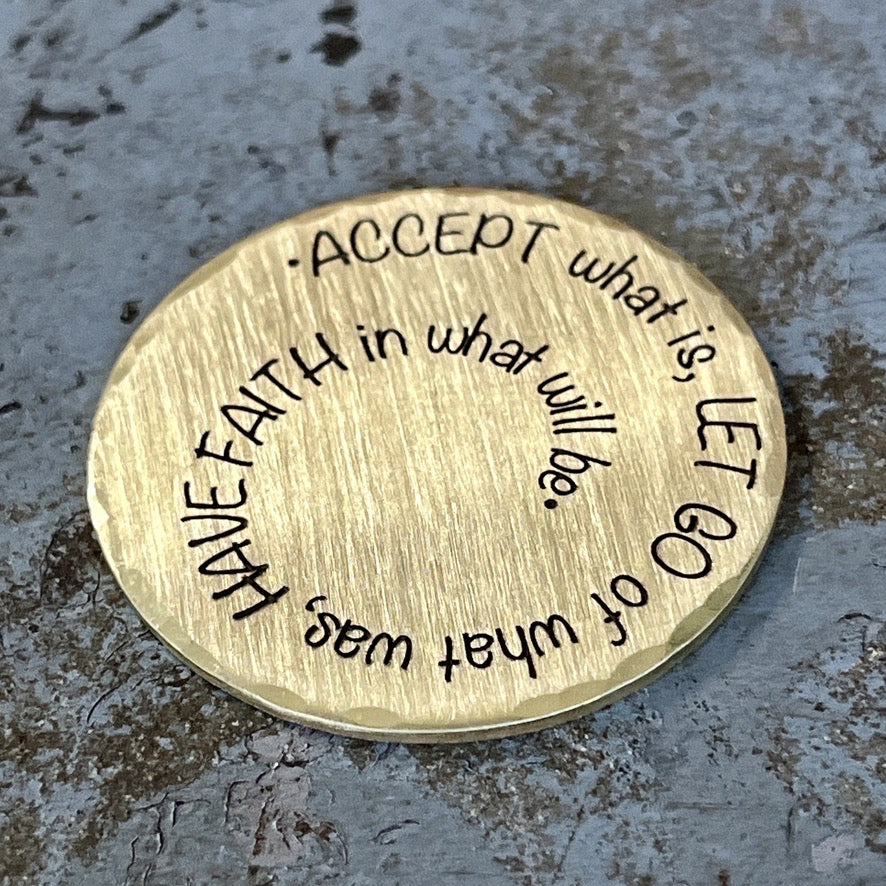 ·ACCEPT what is, LET GO of what was, HAVE FAITH in what will be.